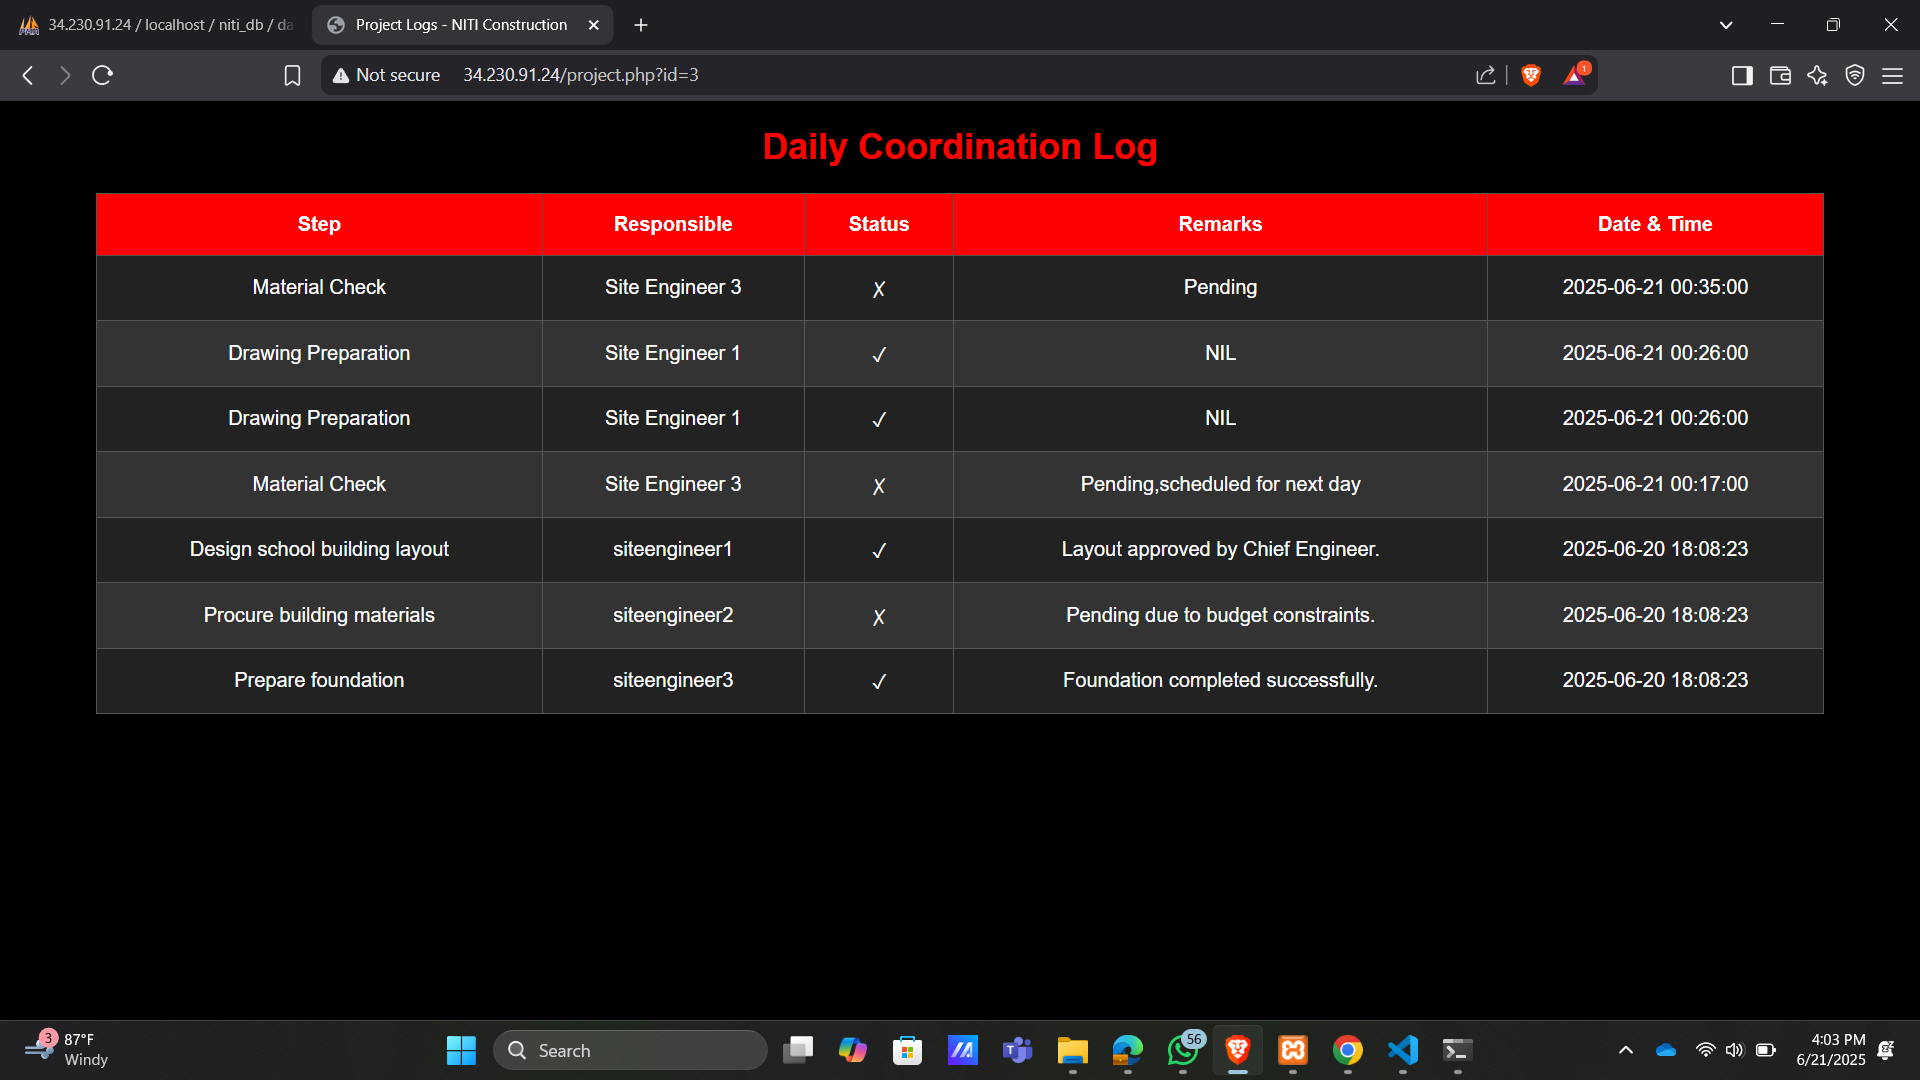 34.230.91.24 / localhost / niti_db / da
Project Logs - NITI Construction
Not secure 34.230.91.24/project.php?id=3
1
Daily Coordination Log
Step Responsible Status Remarks Date & Time
Material Check Site Engineer 3 ✗ Pending 2025-06-21 00:35:00
Drawing Preparation Site Engineer 1 ✓ NIL 2025-06-21 00:26:00
Drawing Preparation Site Engineer 1 ✓ NIL 2025-06-21 00:26:00
Material Check Site Engineer 3 ✗ Pending,scheduled for next day 2025-06-21 00:17:00
Design school building layout siteengineer1 ✓ Layout approved by Chief Engineer. 2025-06-20 18:08:23
Procure building materials siteengineer2 ✗ Pending due to budget constraints. 2025-06-20 18:08:23
Prepare foundation siteengineer3 ✓ Foundation completed successfully. 2025-06-20 18:08:23
3
87°F
Windy
Search
56
4:03 PM
6/21/2025